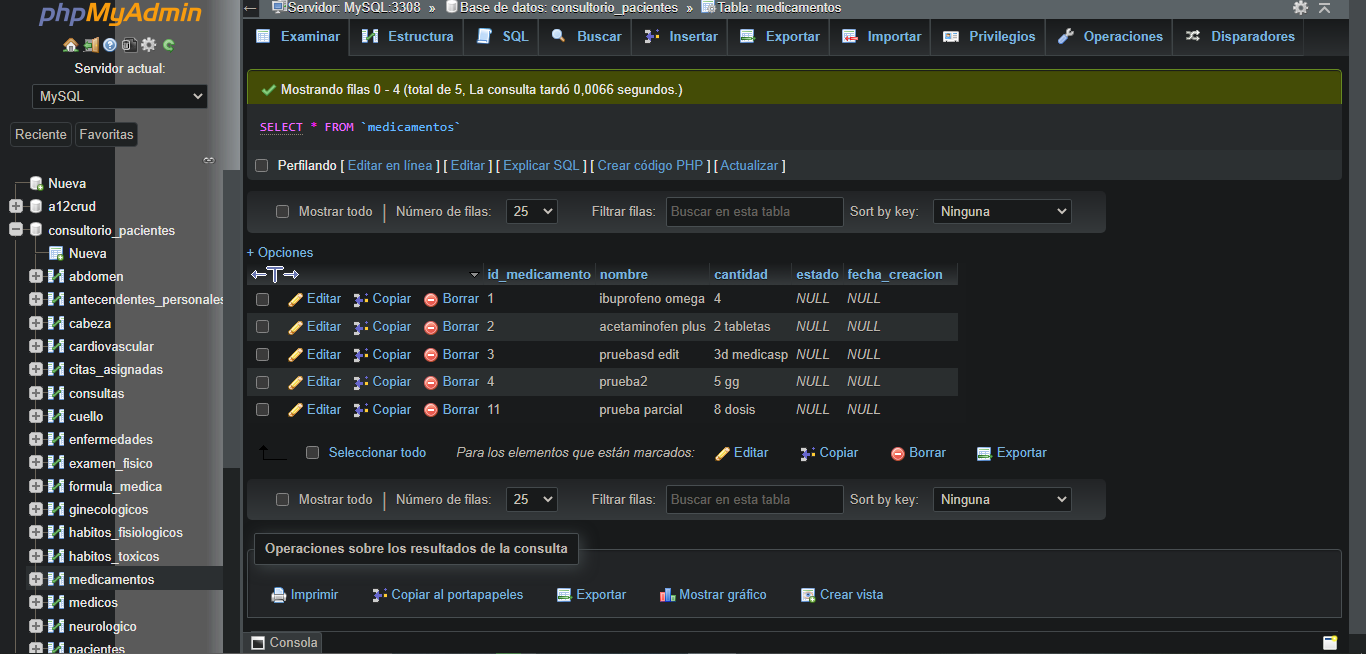 phpMyAdmin
Servidor actual:
MySQL
Reciente Favoritas
Nueva
a12crud
consultorio_pacientes
Nueva
abdomen
antecendentes_personales
cabeza
cardiovascular
citas_asignadas
consultas
cuello
enfermedades
examen_fisico
formula_medica
ginecologicos
habitos_fisiologicos
habitos_toxicos
medicamentos
medicos
neurologico
pacientes
Servidor: MySQL:3308 » Base de datos: consultorio_pacientes » Tabla: medicamentos
Examinar Estructura SQL Buscar Insertar Exportar Importar Privilegios Operaciones Disparadores
Mostrando filas 0 - 4 (total de 5, La consulta tardó 0,0066 segundos.)
SELECT * FROM `medicamentos`
Perfilando [ Editar en línea ] [ Editar ] [ Explicar SQL ] [ Crear código PHP ] [ Actualizar ]
Mostrar todo | Número de filas: 25 Filtrar filas: Buscar en esta tabla Sort by key: Ninguna
+ Opciones
←T→ id_medicamento nombre cantidad estado fecha_creacion
Editar Copiar Borrar 1 ibuprofeno omega 4 NULL NULL
Editar Copiar Borrar 2 acetaminofen plus 2 tabletas NULL NULL
Editar Copiar Borrar 3 pruebasd edit 3d medicasp NULL NULL
Editar Copiar Borrar 4 prueba2 5 gg NULL NULL
Editar Copiar Borrar 11 prueba parcial 8 dosis NULL NULL
Seleccionar todo Para los elementos que están marcados: Editar Copiar Borrar Exportar
Mostrar todo | Número de filas: 25 Filtrar filas: Buscar en esta tabla Sort by key: Ninguna
Operaciones sobre los resultados de la consulta
Imprimir Copiar al portapapeles Exportar Mostrar gráfico Crear vista
Consola